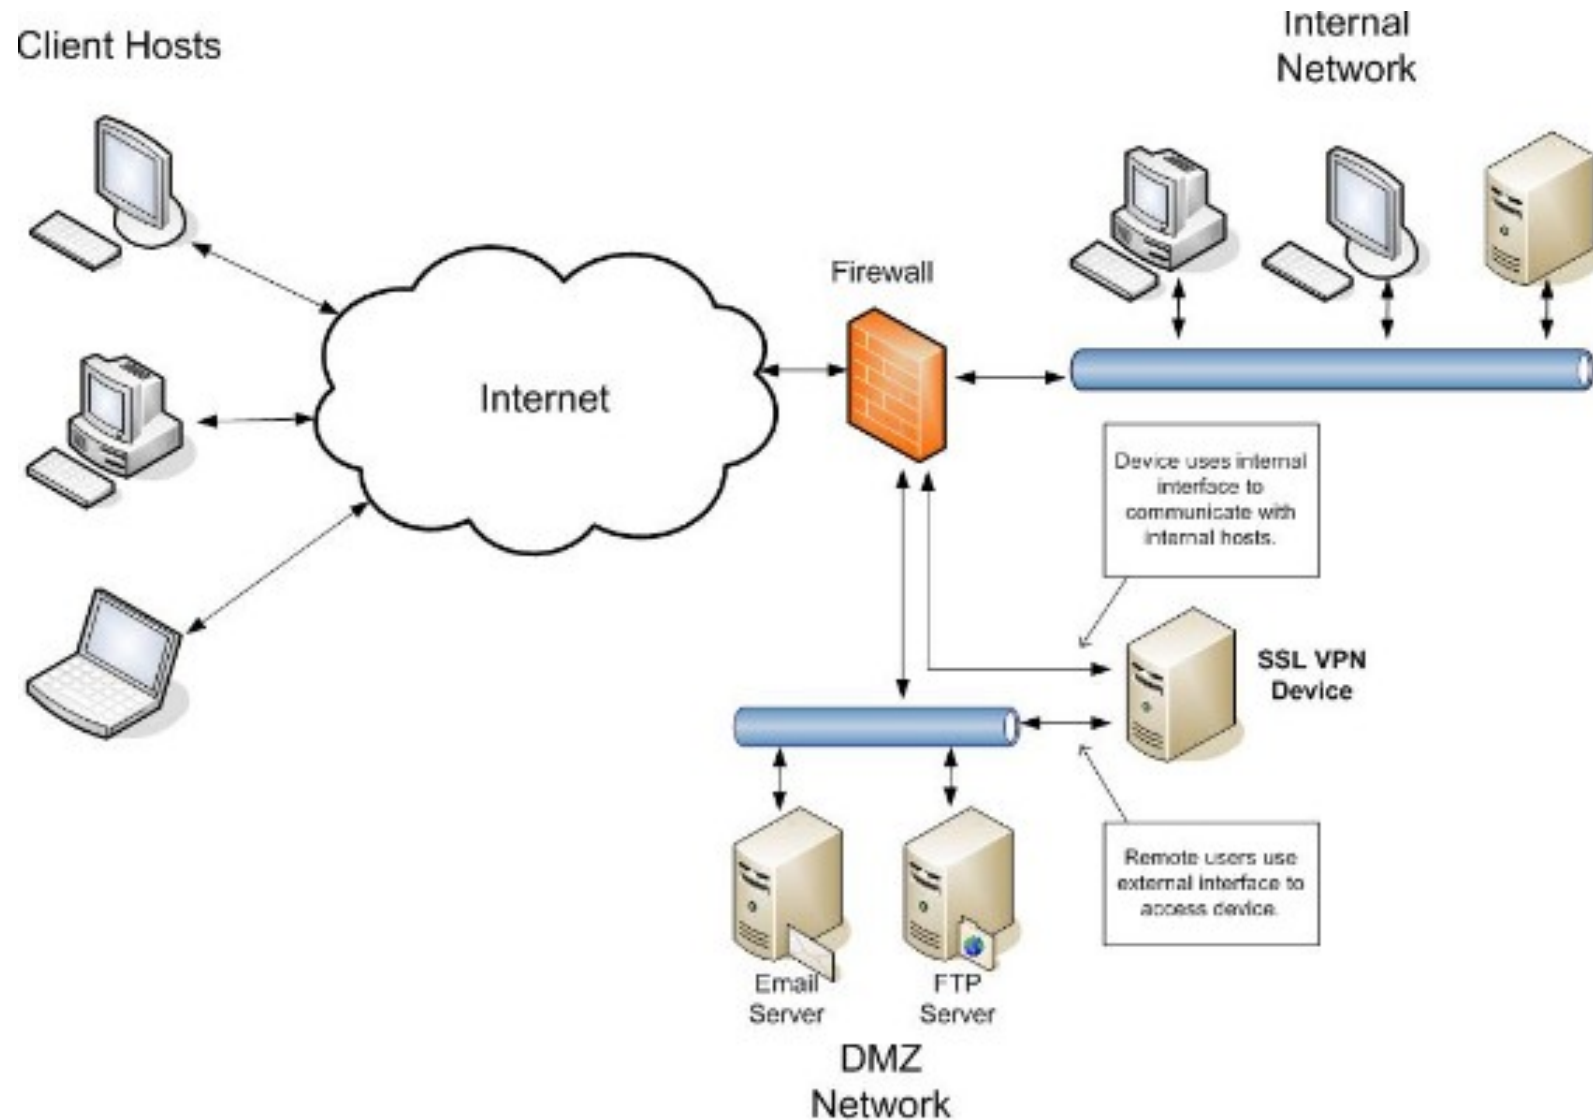 Client Hosts
Internal
Network
Firewall
Internet
Device uses internal
interface to
communicate with
internal hosts.
SSL VPN
Device
Remote users use
external interface to
access device.
Email
Server
FTP
Server
DMZ
Network